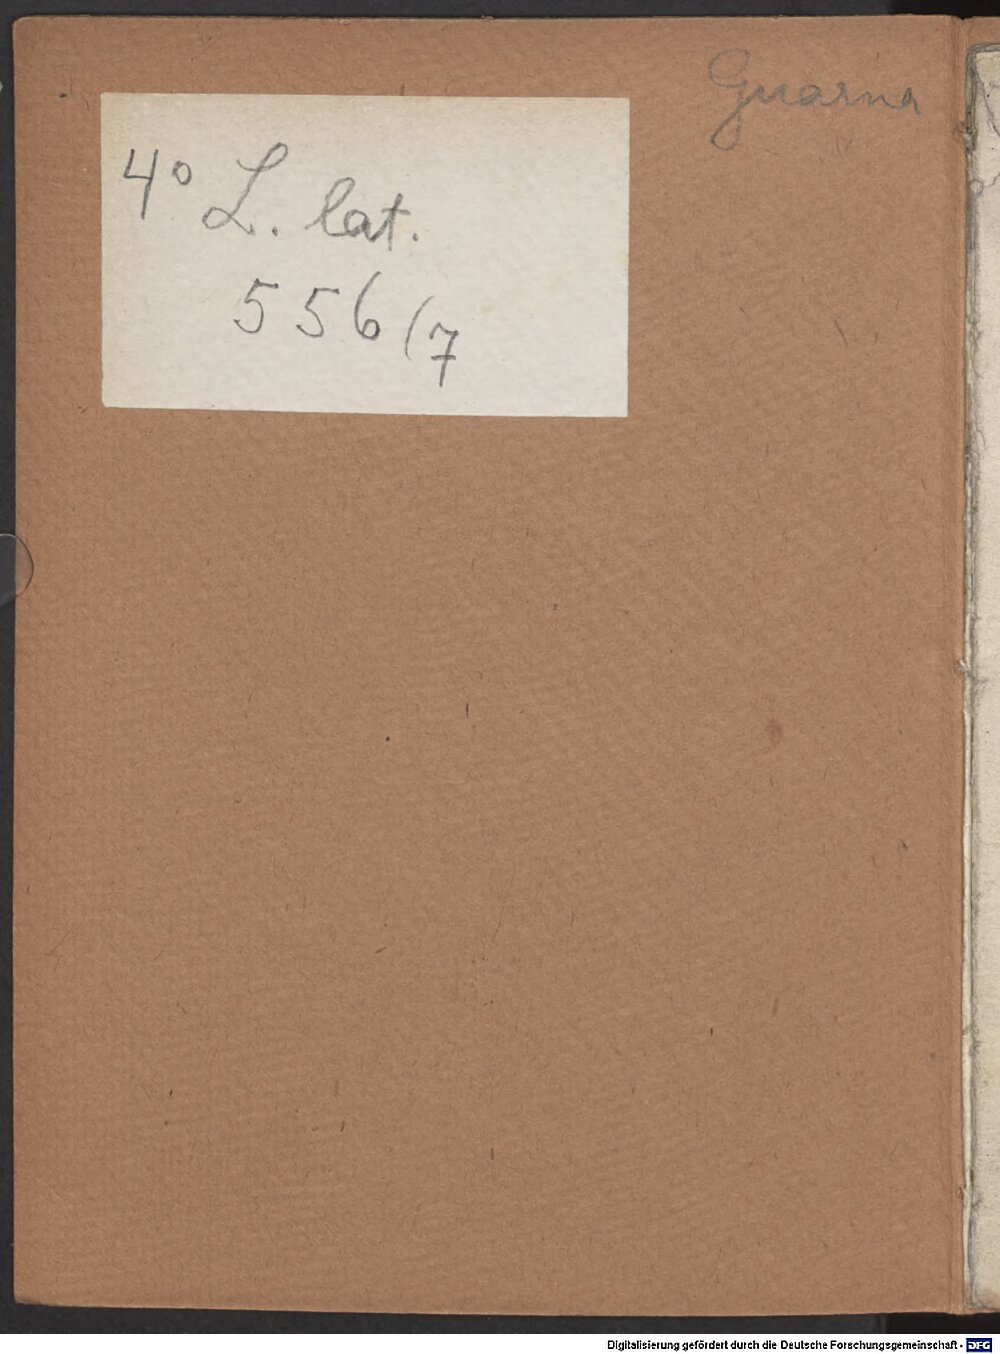 Guarna
4° L. lat.
556(7
Digitalisierung gefördert durch die Deutsche Forschungsgemeinschaft - DFG